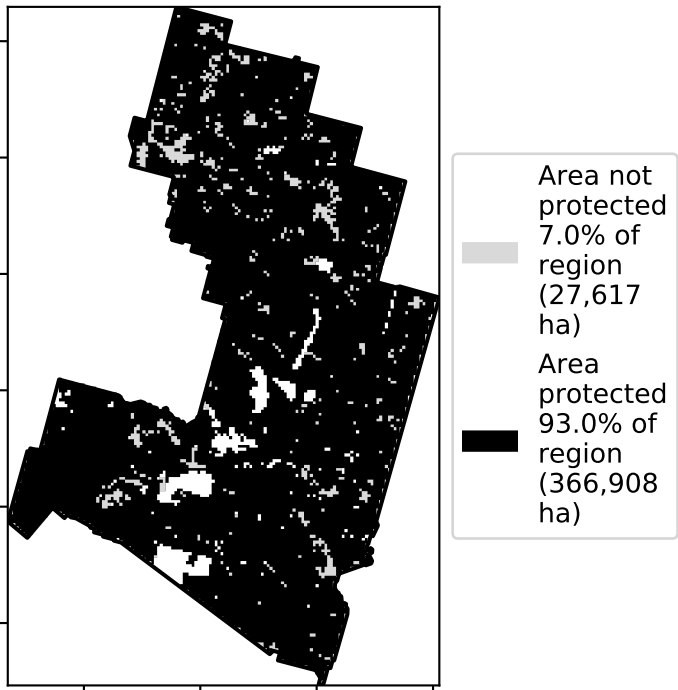 Area not
protected
7.0% of
region
(27,617
ha)
Area
protected
93.0% of
region
(366,908
ha)